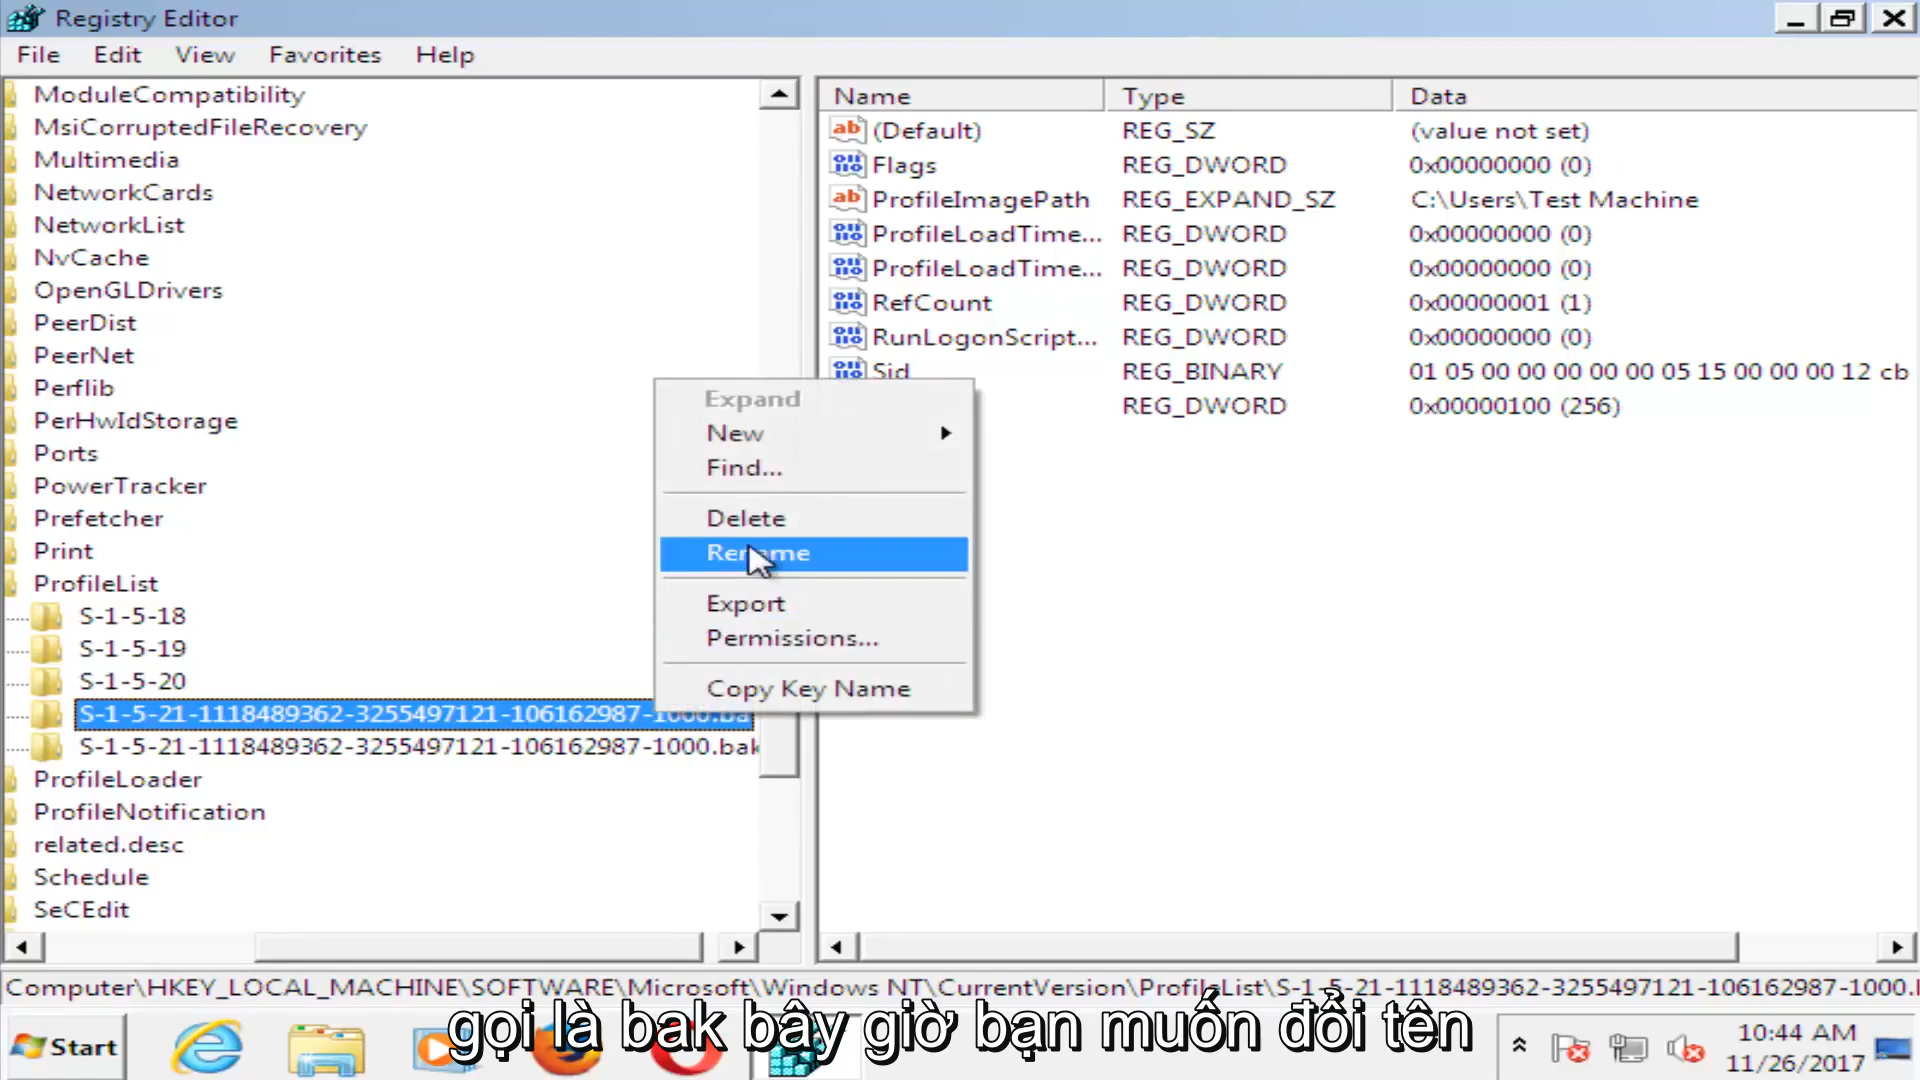 Registry Editor
File Edit View Favorites Help
ModuleCompatibility
MsiCorruptedFileRecovery
Multimedia
NetworkCards
NetworkList
NvCache
OpenGLDrivers
PeerDist
PeerNet
Perflib
PerHwIdStorage
Ports
PowerTracker
Prefetcher
Print
ProfileList
S-1-5-18
S-1-5-19
S-1-5-20
S-1-5-21-1118489362-3255497121-106162987-1000.ba
S-1-5-21-1118489362-3255497121-106162987-1000.bak
ProfileLoader
ProfileNotification
related.desc
Schedule
SeCEdit
Name Type Data
(Default) REG_SZ (value not set)
Flags REG_DWORD 0x00000000 (0)
ProfileImagePath REG_EXPAND_SZ C:\Users\Test Machine
ProfileLoadTime... REG_DWORD 0x00000000 (0)
ProfileLoadTime... REG_DWORD 0x00000000 (0)
RefCount REG_DWORD 0x00000001 (1)
RunLogonScript... REG_DWORD 0x00000000 (0)
Sid REG_BINARY 01 05 00 00 00 00 00 05 15 00 00 00 12 cb
REG_DWORD 0x00000100 (256)
Expand
New
Find...
Delete
Rename
Export
Permissions...
Copy Key Name
Computer\HKEY_LOCAL_MACHINE\SOFTWARE\Microsoft\Windows NT\CurrentVersion\ProfileList\S-1-5-21-1118489362-3255497121-106162987-1000.
gọi là bak bây giờ bạn muốn đổi tên
Start
10:44 AM
11/26/2017